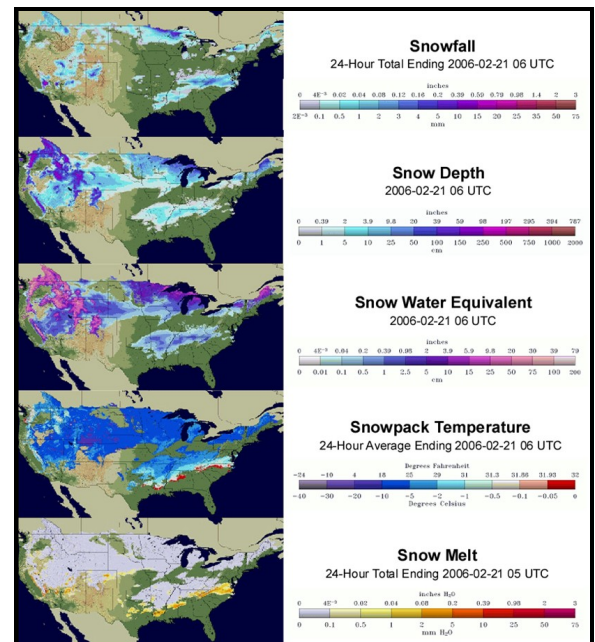 Snowfall
24-Hour Total Ending 2006-02-21 06 UTC
inches
0 4E⁻³ 0.02 0.04 0.08 0.12 0.16 0.2 0.39 0.59 0.79 0.98 1.4 2 3
2E⁻³ 0.1 0.5 1 2 3 4 5 10 15 20 25 35 50 75
mm
Snow Depth
2006-02-21 06 UTC
inches
0 0.39 2 3.9 9.8 20 39 59 98 197 295 394 787
0 1 5 10 25 50 100 150 250 500 750 1000 2000
cm
Snow Water Equivalent
2006-02-21 06 UTC
inches
0 4E⁻³ 0.04 0.2 0.39 0.98 2 3.9 5.9 9.8 20 30 39 79
0 0.01 0.1 0.5 1 2.5 5 10 15 25 50 75 100 200
cm
Snowpack Temperature
24-Hour Average Ending 2006-02-21 06 UTC
Degrees Fahrenheit
-24 4 18 25 29 31 31.3 31.93 32
-40 -30 -20 -10 -5 -2 -1 -0.5 -0.1 -0.05 0
Degrees Celsius
Snow Melt
24-Hour Total Ending 2006-02-21 05 UTC
inches H₂O
0 4E⁻³ 0.02 0.04 0.08 0.2 0.39 0.98 2 3
0 0.1 0.5 1 2 5 10 25 50 75
mm H₂O